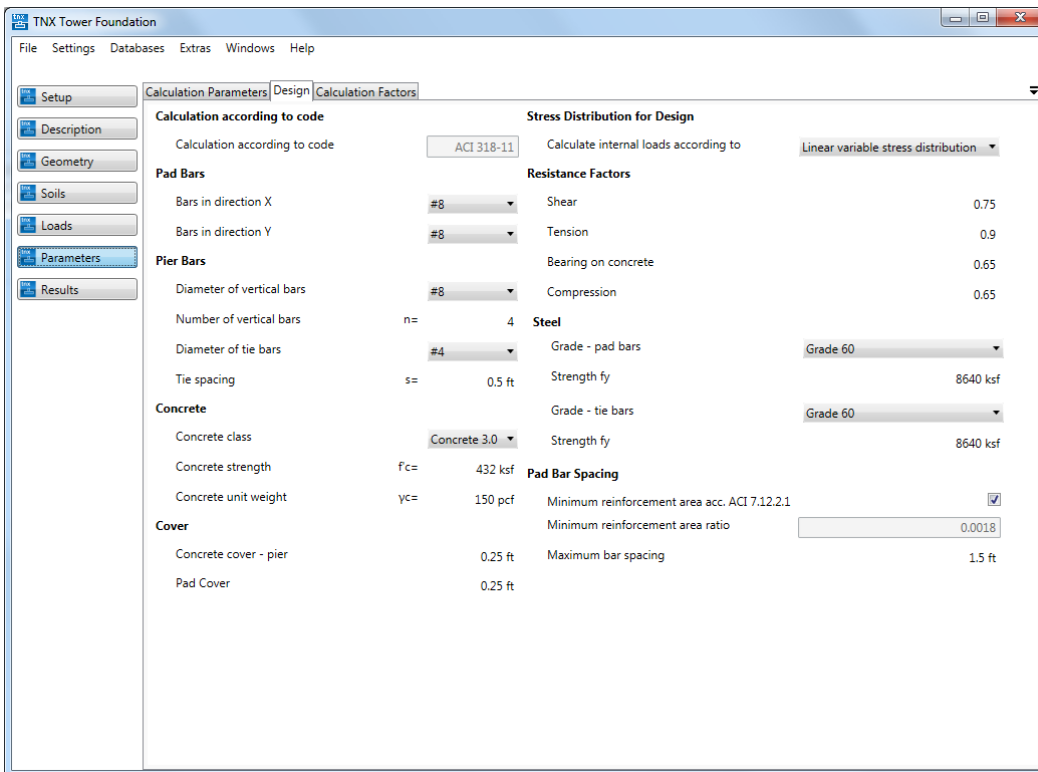 TNX Tower Foundation
File Settings Databases Extras Windows Help
Setup
Description
Geometry
Soils
Loads
Parameters
Results
Calculation Parameters Design Calculation Factors
Calculation according to code
Calculation according to code ACI 318-11
Pad Bars
Bars in direction X #8
Bars in direction Y #8
Pier Bars
Diameter of vertical bars #8
Number of vertical bars n= 4
Diameter of tie bars #4
Tie spacing s= 0.5 ft
Concrete
Concrete class Concrete 3.0
Concrete strength f'c= 432 ksf
Concrete unit weight γc= 150 pcf
Cover
Concrete cover - pier 0.25 ft
Pad Cover 0.25 ft
Stress Distribution for Design
Calculate internal loads according to Linear variable stress distribution
Resistance Factors
Shear 0.75
Tension 0.9
Bearing on concrete 0.65
Compression 0.65
Steel
Grade - pad bars Grade 60
Strength fy 8640 ksf
Grade - tie bars Grade 60
Strength fy 8640 ksf
Pad Bar Spacing
Minimum reinforcement area acc. ACI 7.12.2.1
Minimum reinforcement area ratio 0.0018
Maximum bar spacing 1.5 ft